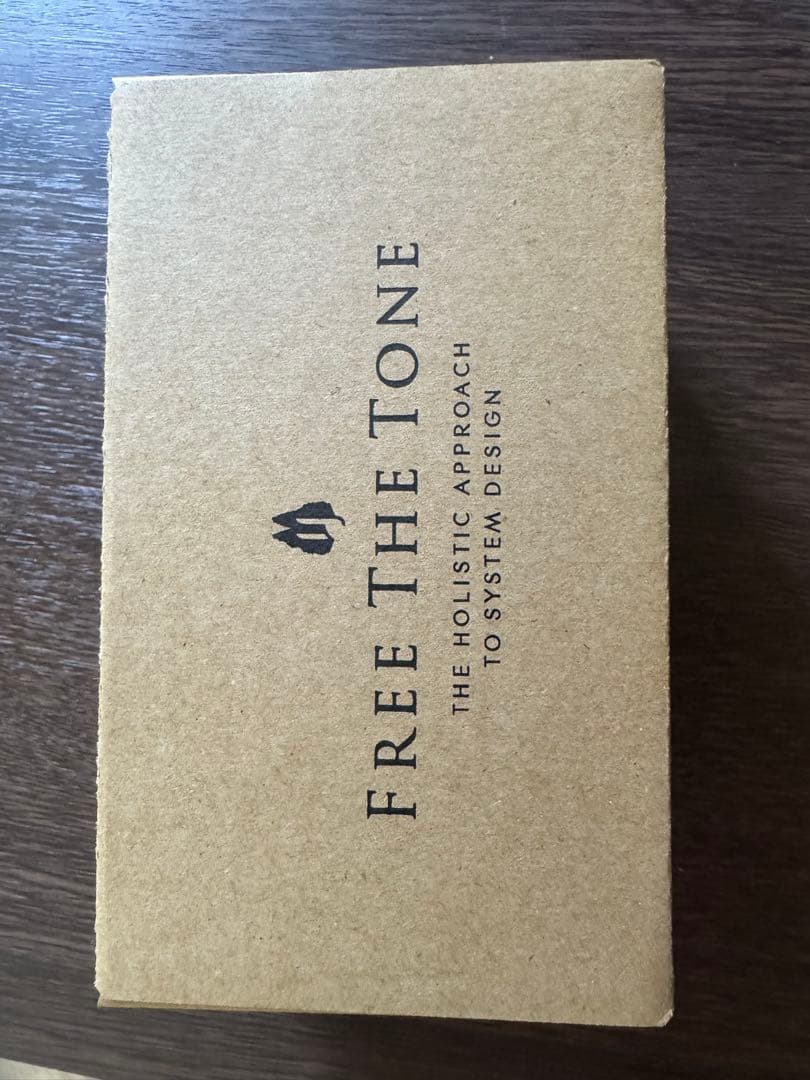 FREE THE TONE
THE HOLISTIC APPROACH
TO SYSTEM DESIGN